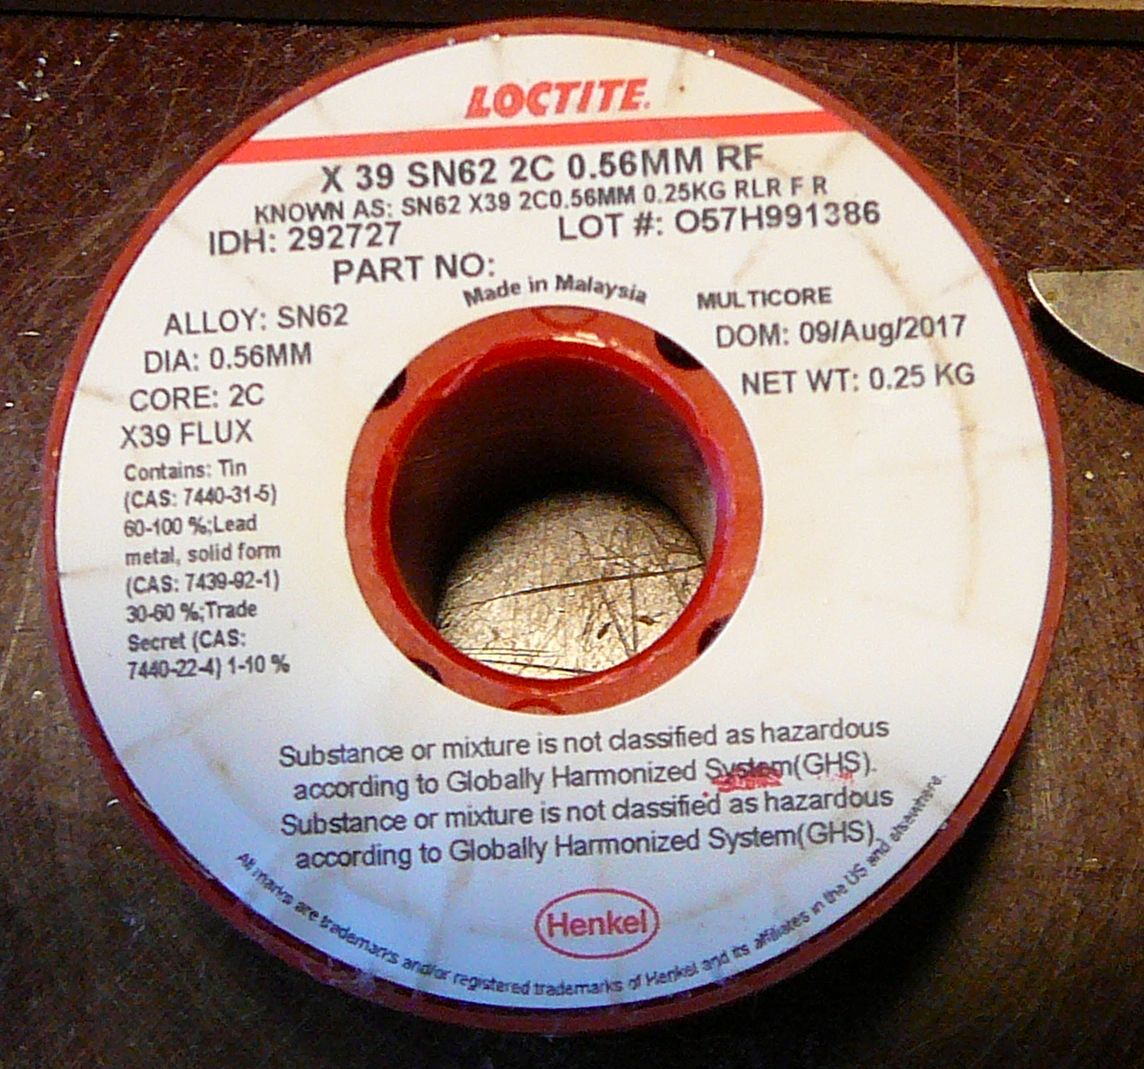 LOCTITE.
X 39 SN62 2C 0.56MM RF
KNOWN AS: SN62 X39 2C0.56MM 0.25KG RLR F R
IDH: 292727 LOT #: O57H991386
PART NO:
Made in Malaysia
MULTICORE
ALLOY: SN62
DOM: 09/Aug/2017
DIA: 0.56MM
NET WT: 0.25 KG
CORE: 2C
X39 FLUX
Contains: Tin
(CAS: 7440-31-5)
60-100 %;Lead
metal, solid form
(CAS: 7439-92-1)
30-60 %;Trade
Secret (CAS:
7440-22-4) 1-10 %
Substance or mixture is not classified as hazardous
according to Globally Harmonized System(GHS).
Substance or mixture is not classified as hazardous
according to Globally Harmonized System(GHS).
Henkel
All marks are trademarks and/or registered trademarks of Henkel and its affiliates in the US and elsewhere.